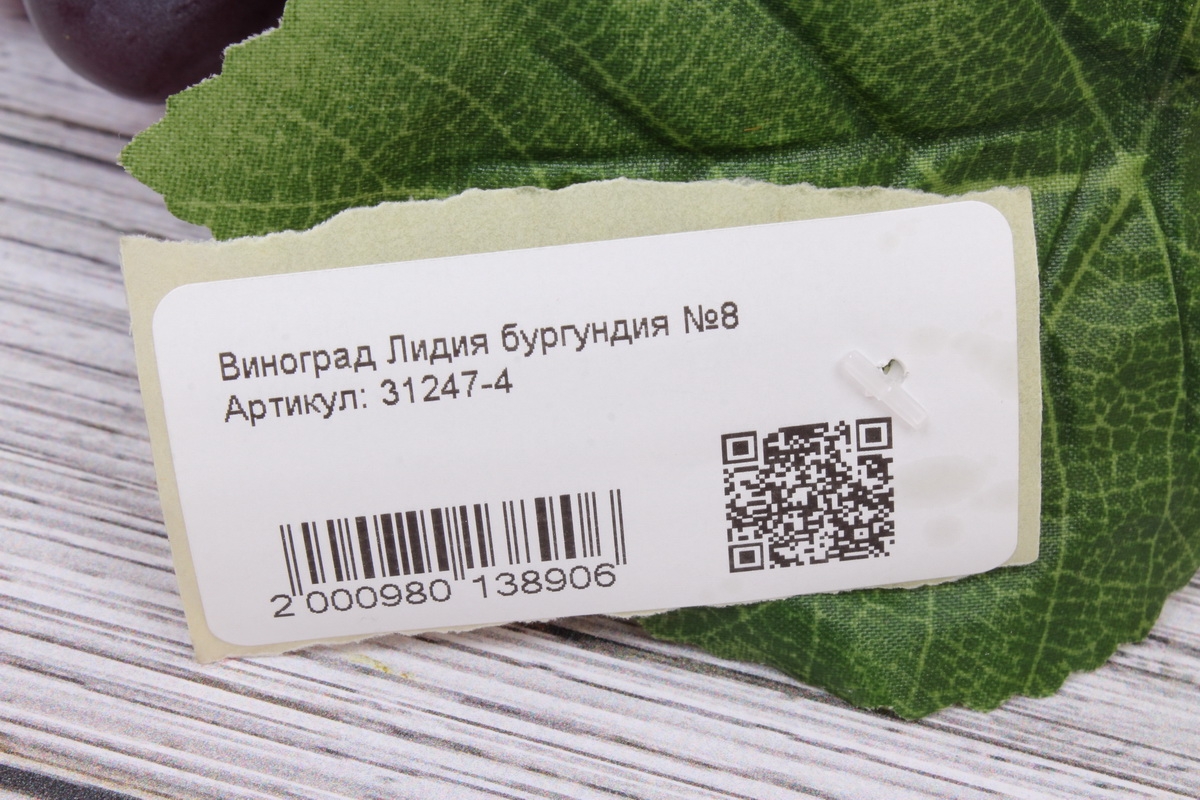 Виноград Лидия бургундия №8
Артикул: 31247-4
2 000980 138906